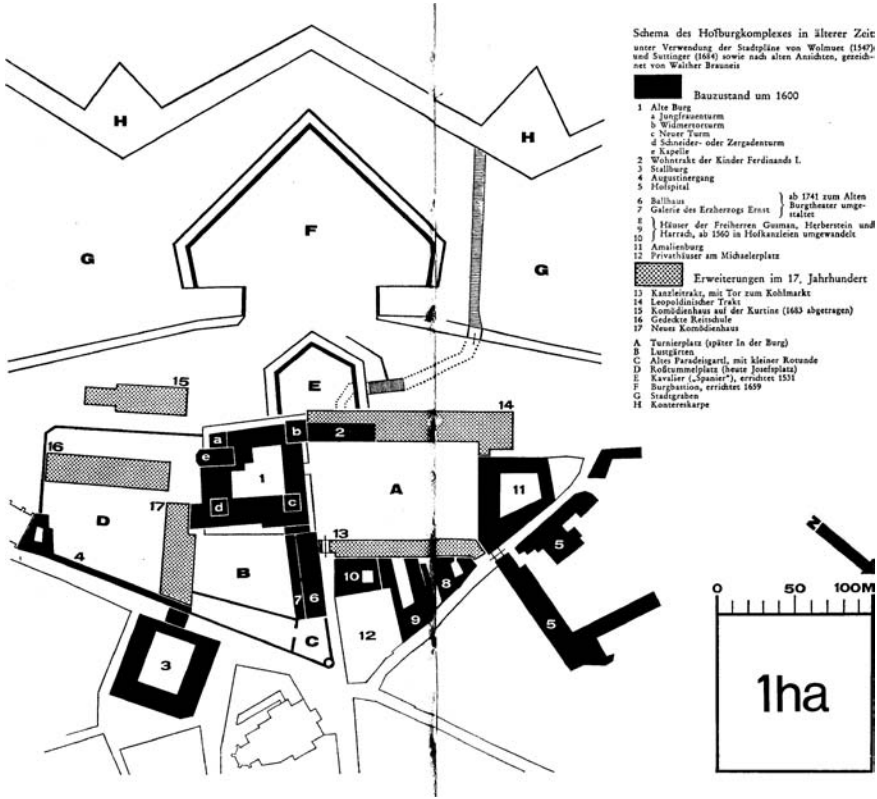 Schema des Hofburgkomplexes in älterer Zeit:
unter Verwendung der Stadtpläne von Wolmuet (1547)
und Suttinger (1684) sowie nach alten Ansichten, gezeich-
net von Walther Brauneis
Bauzustand um 1600
1 Alte Burg
a Jungfrauenturm
b Widmertorturm
c Neuer Turm
d Schneider- oder Zergadenturm
e Kapelle
2 Wohntrakt der Kinder Ferdinands I.
3 Stallburg
4 Augustinergang
5 Hofspital
6 Ballhaus
7 Galerie des Erzherzogs Ernst
} ab 1741 zum Alten
Burgtheater umge-
staltet
8
9
10
} Häuser der Freiherren Gusman, Herberstein und
Harrach, ab 1560 in Hofkanzleien umgewandelt
11 Amalienburg
12 Privathäuser am Michaelerplatz
Erweiterungen im 17. Jahrhundert
13 Kanzleitrakt, mit Tor zum Kohlmarkt
14 Leopoldinischer Trakt
15 Komödienhaus auf der Kurtine (1683 abgetragen)
16 Gedeckte Reitschule
17 Neues Komödienhaus
A Turnierplatz (später In der Burg)
B Lustgärten
C Altes Paradeisgartl, mit kleiner Rotunde
D Roßtummelplatz (heute Josefsplatz)
E Kavalier („Spanier"), errichtet 1531
F Burgbastion, errichtet 1659
G Stadtgraben
H Kontereskarpe
H
H
F
G
G
E
15
14
16
a
b
2
e
1
A
11
17
d
c
D
13
5
4
B
10
8
7
6
9
5
12
C
3
N
0 50 100M
1ha